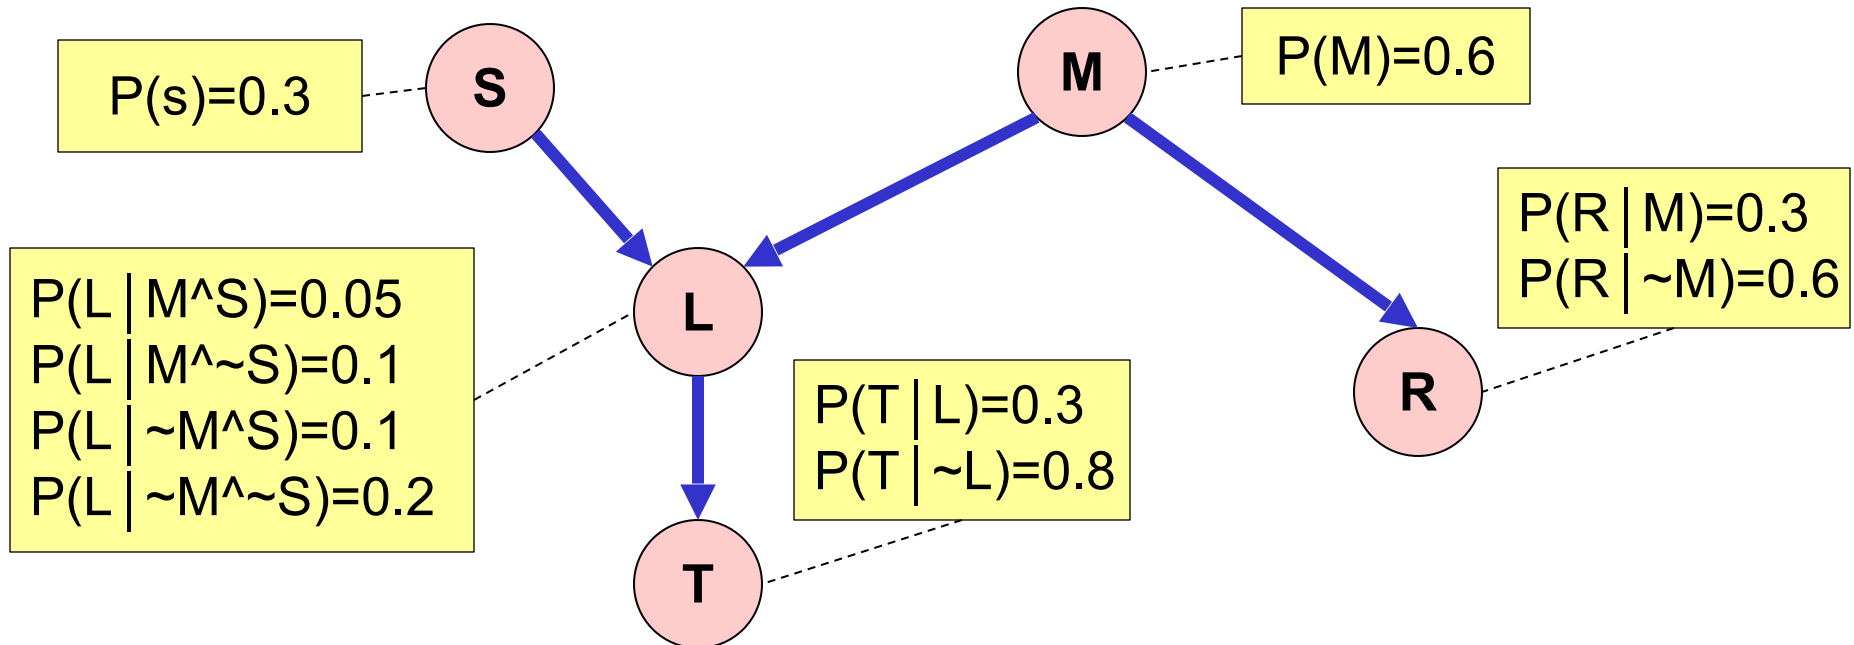 P(s)=0.3
S
M
P(M)=0.6
P(R | M)=0.3
P(R | ~M)=0.6
P(L | M^S)=0.05
P(L | M^~S)=0.1
P(L | ~M^S)=0.1
P(L | ~M^~S)=0.2
L
P(T | L)=0.3
P(T | ~L)=0.8
R
T